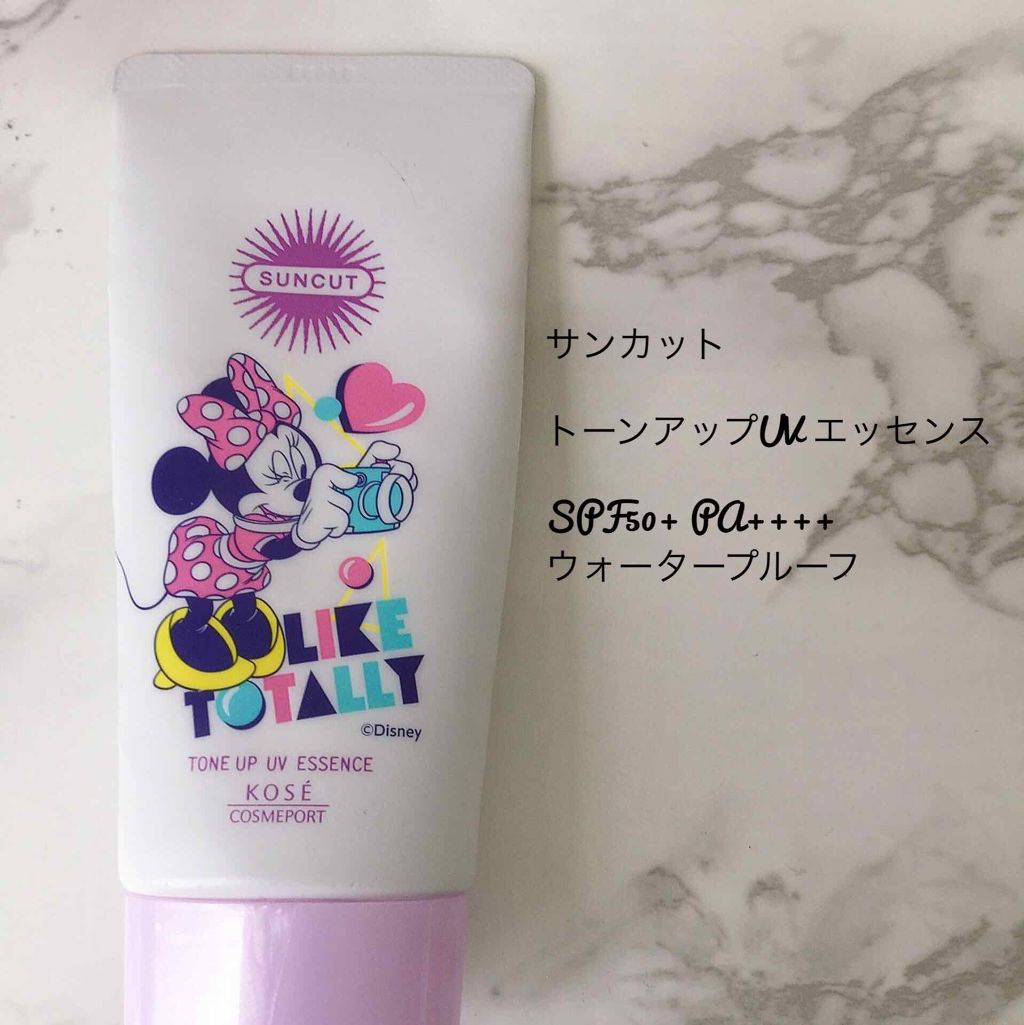 SUNCUT
LIKE
TOTALLY
©Disney
TONE UP UV ESSENCE
KOSÉ
COSMEPORT
サンカット
トーンアップUVエッセンス
SPF50+ PA++++
ウォータープルーフ